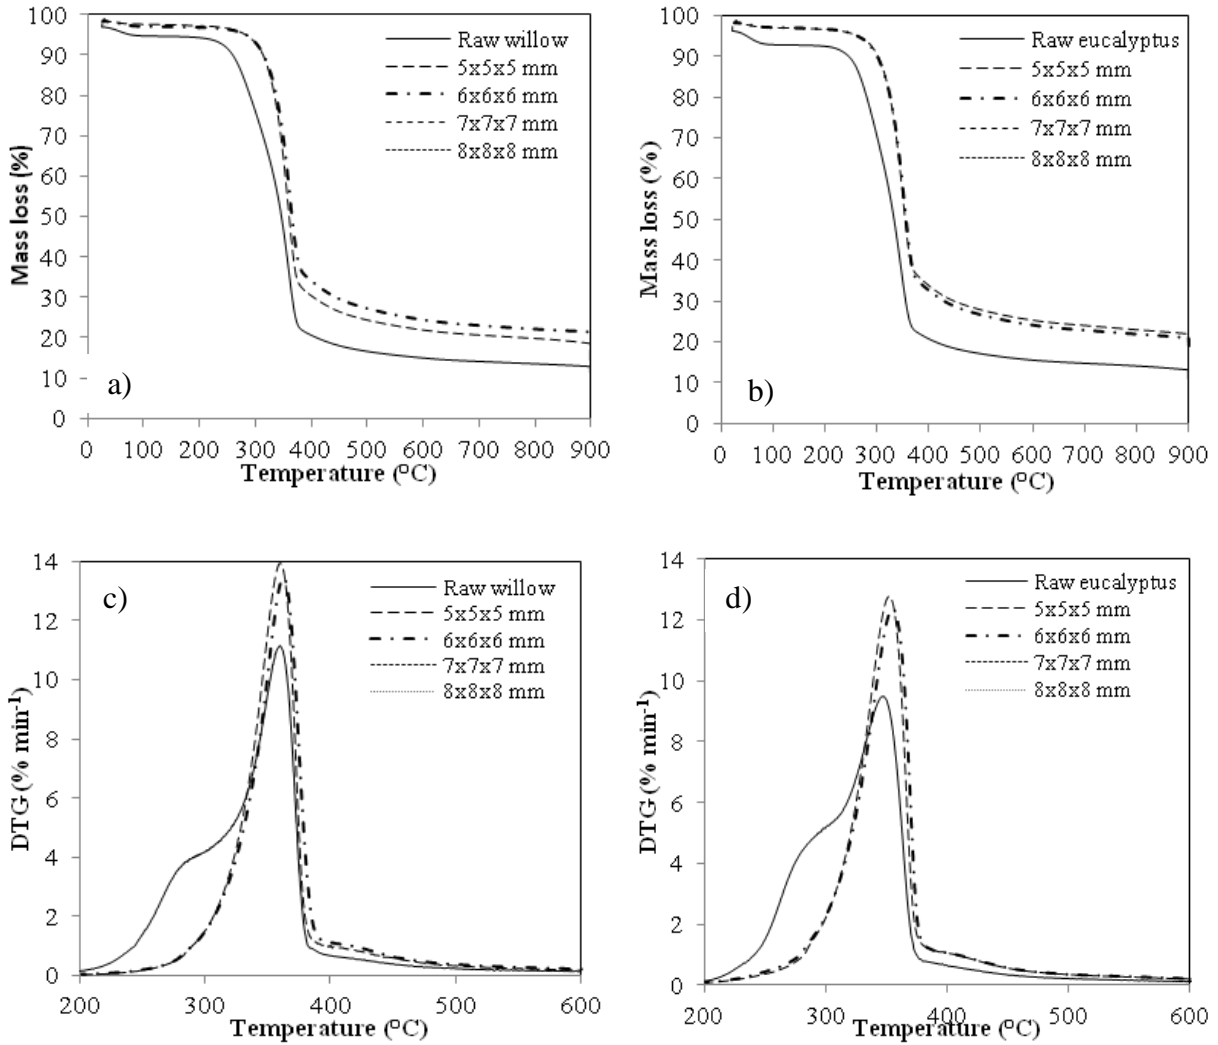 100
90
80
70
60
50
40
30
20
10
0
Mass loss (%)
Raw willow
5x5x5 mm
6x6x6 mm
7x7x7 mm
8x8x8 mm
a)
0 100 200 300 400 500 600 700 800 900
Temperature (°C)
100
90
80
70
60
50
40
30
20
10
0
Mass loss (%)
Raw eucalyptus
5x5x5 mm
6x6x6 mm
7x7x7 mm
8x8x8 mm
b)
0 100 200 300 400 500 600 700 800 900
Temperature (°C)
14
12
10
8
6
4
2
0
DTG (% min-1)
c)
Raw willow
5x5x5 mm
6x6x6 mm
7x7x7 mm
8x8x8 mm
200 300 400 500 600
Temperature (°C)
14
12
10
8
6
4
2
0
DTG (% min-1)
d)
Raw eucalyptus
5x5x5 mm
6x6x6 mm
7x7x7 mm
8x8x8 mm
200 300 400 500 600
Temperature (°C)